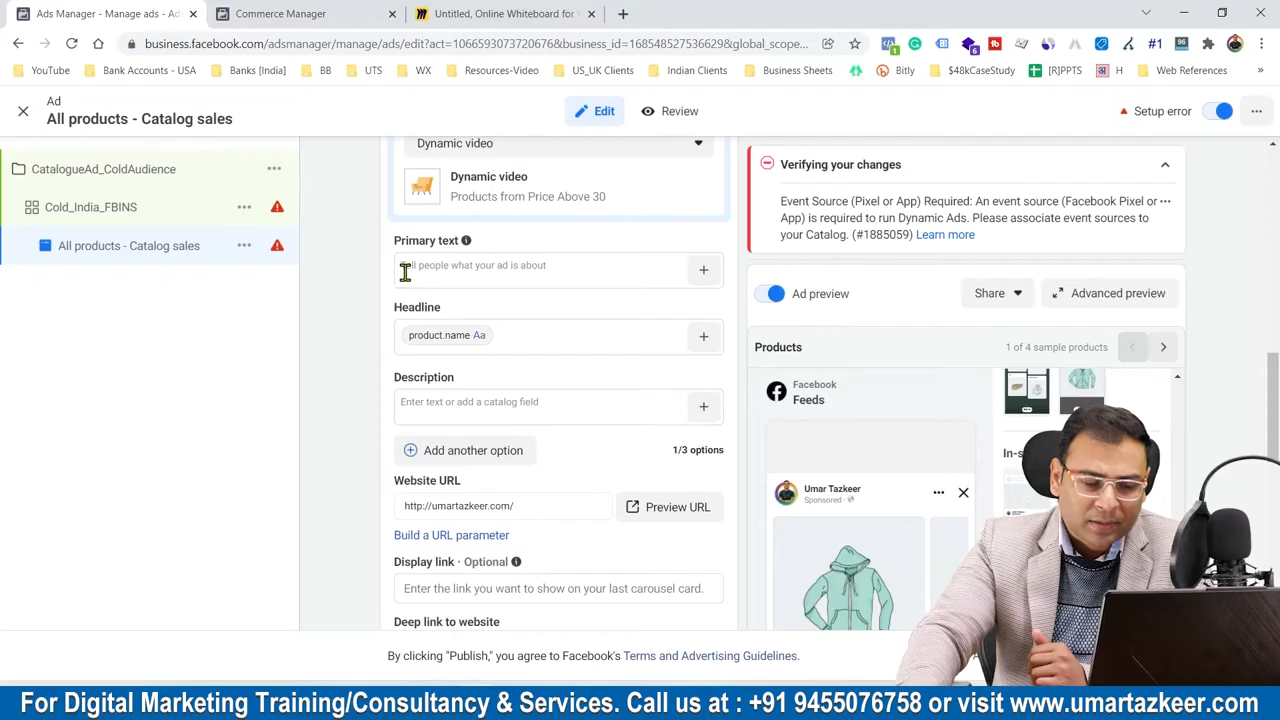 Ads Manager - Manage ads - Ad
Commerce Manager
Untitled, Online Whiteboard for
business.facebook.com/adsmanager/manage/ads/edit?act=1066193073720676&business_id=1685485275366298&global_scope...
1
6
96
#1
YouTube
Bank Accounts - USA
Banks [India]
BB
UTS
WX
Resources-Video
US_UK Clients
Indian Clients
Business Sheets
Bitly
$48kCaseStudy
[R]PPTS
H
Web References
Ad
All products - Catalog sales
Edit
Review
Setup error
CatalogueAd_ColdAudience
Cold_India_FBINS
All products - Catalog sales
Dynamic video
Dynamic video
Products from Price Above 30
Primary text
people what your ad is about
Headline
product.name Aa
Description
Enter text or add a catalog field
Add another option
1/3 options
Website URL
http://umartazkeer.com/
Preview URL
Build a URL parameter
Display link · Optional
Enter the link you want to show on your last carousel card.
Deep link to website
Verifying your changes
Event Source (Pixel or App) Required: An event source (Facebook Pixel or
App) is required to run Dynamic Ads. Please associate event sources to
your Catalog. (#1885059) Learn more
Ad preview
Share
Advanced preview
Products
1 of 4 sample products
Facebook
Feeds
In-s
Umar Tazkeer
Sponsored
By clicking "Publish," you agree to Facebook's Terms and Advertising Guidelines.
For Digital Marketing Training/Consultancy & Services. Call us at : +91 9455076758 or visit www.umartazkeer.com